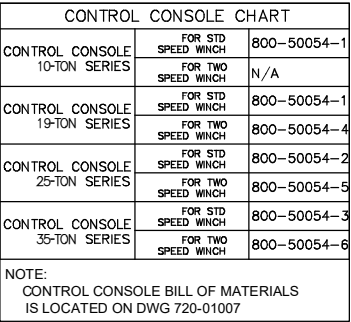 CONTROL CONSOLE CHART
CONTROL CONSOLE
10-TON SERIES
FOR STD
SPEED WINCH
800-50054-1
FOR TWO
SPEED WINCH
N/A
CONTROL CONSOLE
19-TON SERIES
FOR STD
SPEED WINCH
800-50054-1
FOR TWO
SPEED WINCH
800-50054-4
CONTROL CONSOLE
25-TON SERIES
FOR STD
SPEED WINCH
800-50054-2
FOR TWO
SPEED WINCH
800-50054-5
CONTROL CONSOLE
35-TON SERIES
FOR STD
SPEED WINCH
800-50054-3
FOR TWO
SPEED WINCH
800-50054-6
NOTE:
CONTROL CONSOLE BILL OF MATERIALS
IS LOCATED ON DWG 720-01007